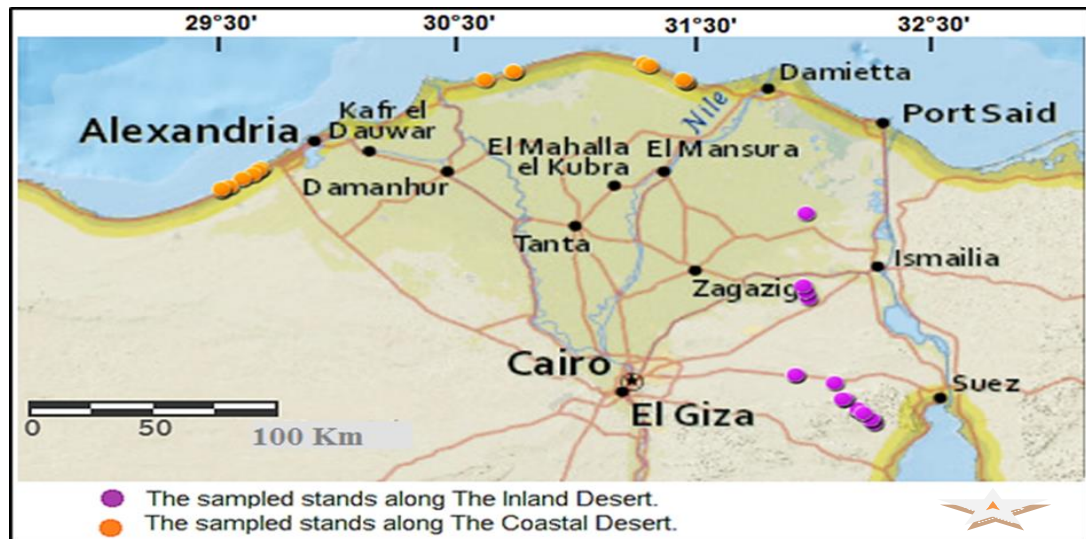 29°30' 30°30' 31°30' 32°30'
Damietta
Kafr el
Dauwar
Alexandria
Nile
Port Said
El Mahalla
el Kubra
El Mansura
Damanhur
Tanta
Ismailia
Zagazig
Cairo
Suez
El Giza
0 50 100 Km
The sampled stands along The Inland Desert.
The sampled stands along The Coastal Desert.